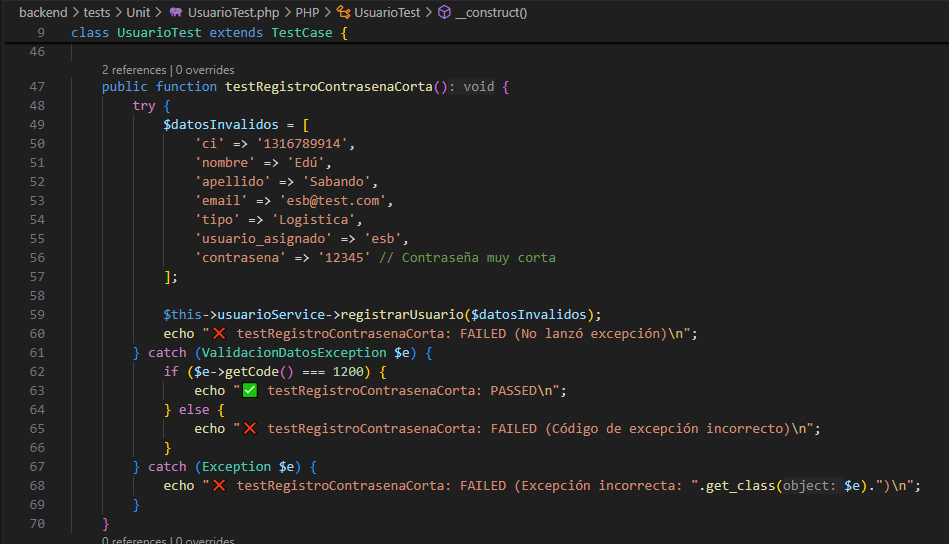 backend > tests > Unit > UsuarioTest.php > PHP > UsuarioTest > __construct()
9 class UsuarioTest extends TestCase {
46
2 references | 0 overrides
47 public function testRegistroContrasenaCorta(): void {
48 try {
49 $datosInvalidos = [
50 'ci' => '1316789914',
51 'nombre' => 'Edú',
52 'apellido' => 'Sabando',
53 'email' => 'esb@test.com',
54 'tipo' => 'Logistica',
55 'usuario_asignado' => 'esb',
56 'contrasena' => '12345' // Contraseña muy corta
57 ];
58
59 $this->usuarioService->registrarUsuario($datosInvalidos);
60 echo "❌ testRegistroContrasenaCorta: FAILED (No lanzó excepción)\n";
61 } catch (ValidacionDatosException $e) {
62 if ($e->getCode() === 1200) {
63 echo "✅ testRegistroContrasenaCorta: PASSED\n";
64 } else {
65 echo "❌ testRegistroContrasenaCorta: FAILED (Código de excepción incorrecto)\n";
66 }
67 } catch (Exception $e) {
68 echo "❌ testRegistroContrasenaCorta: FAILED (Excepción incorrecta: ".get_class(object: $e).")\n";
69 }
70 }
0 references | 0 overrides